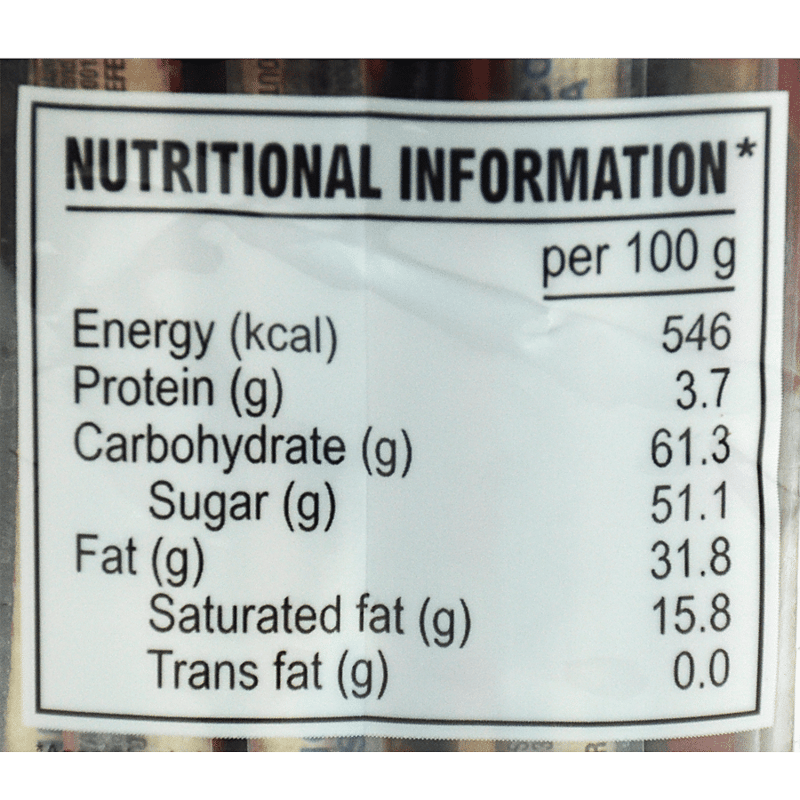 NUTRITIONAL INFORMATION*
per 100 g
Energy (kcal) 546
Protein (g) 3.7
Carbohydrate (g) 61.3
Sugar (g) 51.1
Fat (g) 31.8
Saturated fat (g) 15.8
Trans fat (g) 0.0